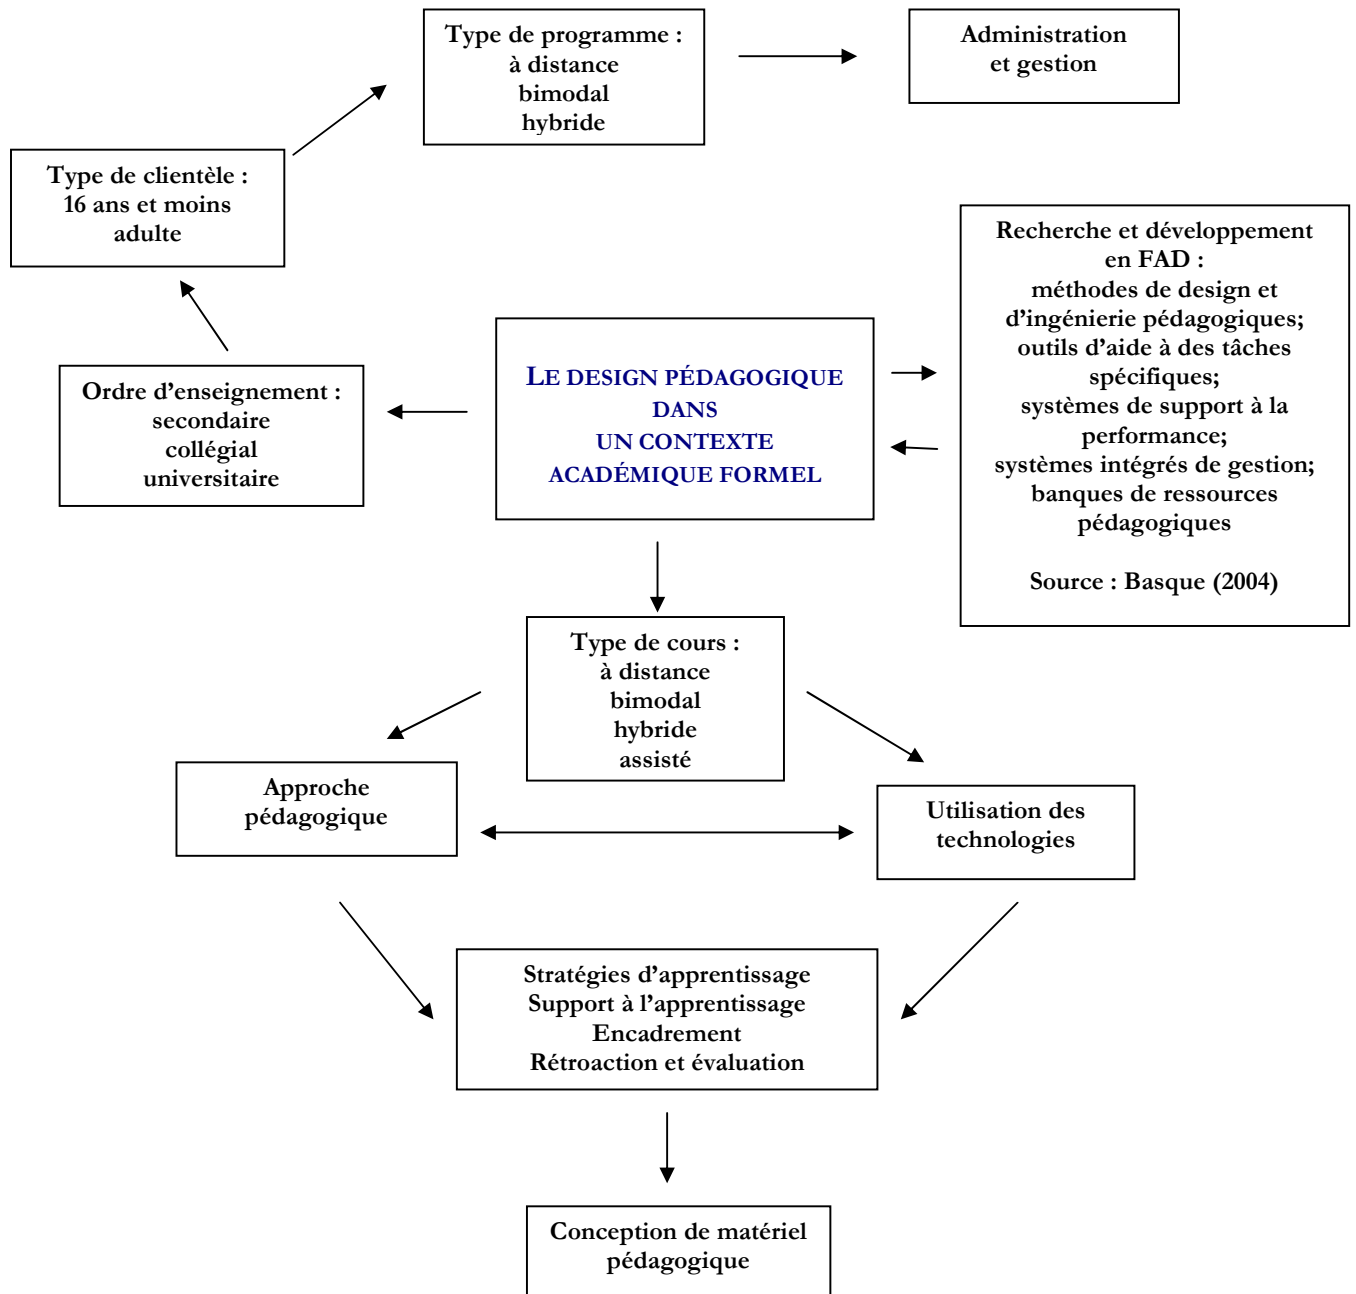 Type de programme :
à distance
bimodal
hybride
Administration
et gestion
Type de clientèle :
16 ans et moins
adulte
Recherche et développement
en FAD :
méthodes de design et
d'ingénierie pédagogiques;
outils d'aide à des tâches
spécifiques;
systèmes de support à la
performance;
systèmes intégrés de gestion;
banques de ressources
pédagogiques
Source : Basque (2004)
Ordre d'enseignement :
secondaire
collégial
universitaire
LE DESIGN PÉDAGOGIQUE
DANS
UN CONTEXTE
ACADÉMIQUE FORMEL
Type de cours :
à distance
bimodal
hybride
assisté
Approche
pédagogique
Utilisation des
technologies
Stratégies d'apprentissage
Support à l'apprentissage
Encadrement
Rétroaction et évaluation
Conception de matériel
pédagogique